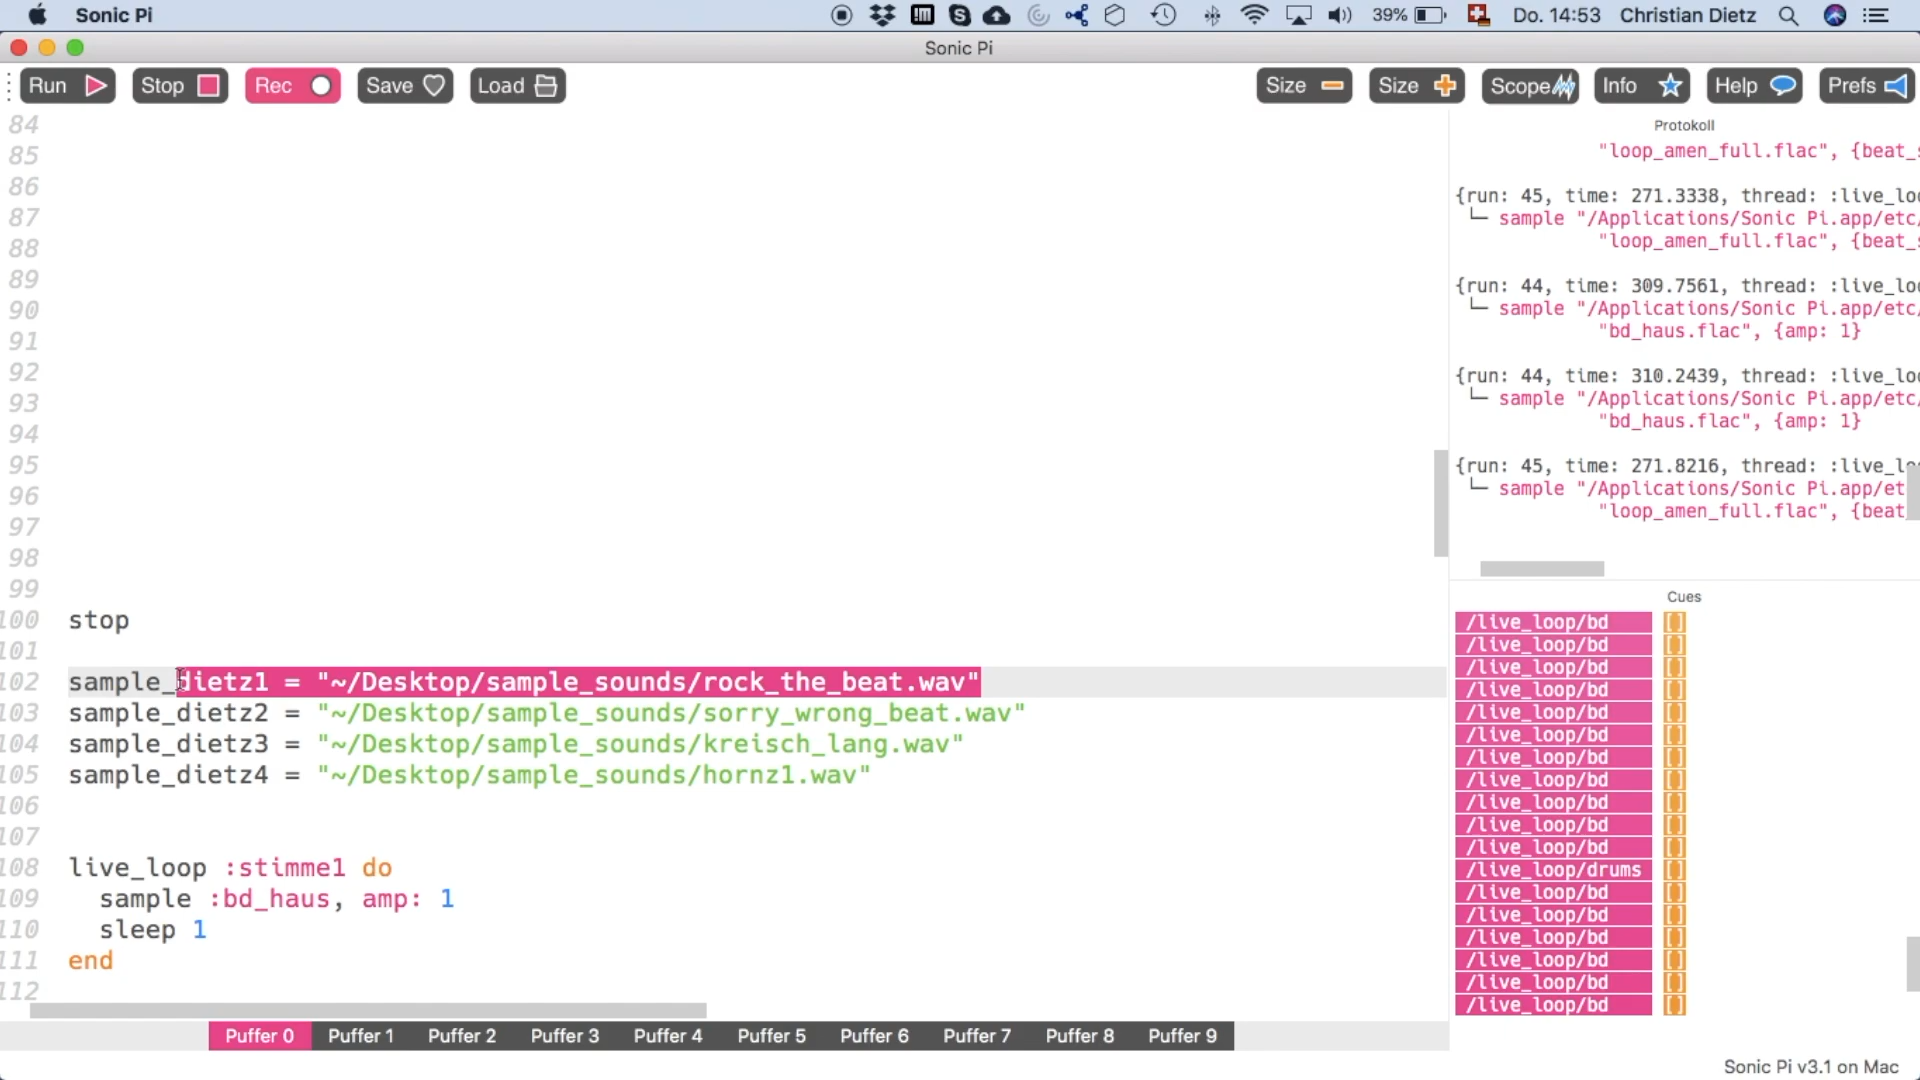 Sonic Pi
39%
Do. 14:53
Christian Dietz
Sonic Pi
Run
Stop
Rec
Save
Load
Size
Size
Scope
Info
Help
Prefs
84
85
86
87
88
89
90
91
92
93
94
95
96
97
98
99
100 stop
101
102 sample_dietz1 = "~/Desktop/sample_sounds/rock_the_beat.wav"
103 sample_dietz2 = "~/Desktop/sample_sounds/sorry_wrong_beat.wav"
104 sample_dietz3 = "~/Desktop/sample_sounds/kreisch_lang.wav"
105 sample_dietz4 = "~/Desktop/sample_sounds/hornz1.wav"
106
107
108 live_loop :stimme1 do
109 sample :bd_haus, amp: 1
110 sleep 1
111 end
112
Puffer 0
Puffer 1
Puffer 2
Puffer 3
Puffer 4
Puffer 5
Puffer 6
Puffer 7
Puffer 8
Puffer 9
Protokoll
"loop_amen_full.flac", {beat_s
{run: 45, time: 271.3338, thread: :live_loo
└─ sample "/Applications/Sonic Pi.app/etc/
"loop_amen_full.flac", {beat_s
{run: 44, time: 309.7561, thread: :live_loo
└─ sample "/Applications/Sonic Pi.app/etc/
"bd_haus.flac", {amp: 1}
{run: 44, time: 310.2439, thread: :live_loo
└─ sample "/Applications/Sonic Pi.app/etc/
"bd_haus.flac", {amp: 1}
{run: 45, time: 271.8216, thread: :live_lo
└─ sample "/Applications/Sonic Pi.app/et
"loop_amen_full.flac", {beat_
Cues
/live_loop/bd []
/live_loop/bd []
/live_loop/bd []
/live_loop/bd []
/live_loop/bd []
/live_loop/bd []
/live_loop/bd []
/live_loop/bd []
/live_loop/bd []
/live_loop/bd []
/live_loop/bd []
/live_loop/drums []
/live_loop/bd []
/live_loop/bd []
/live_loop/bd []
/live_loop/bd []
/live_loop/bd []
/live_loop/bd []
Sonic Pi v3.1 on Mac